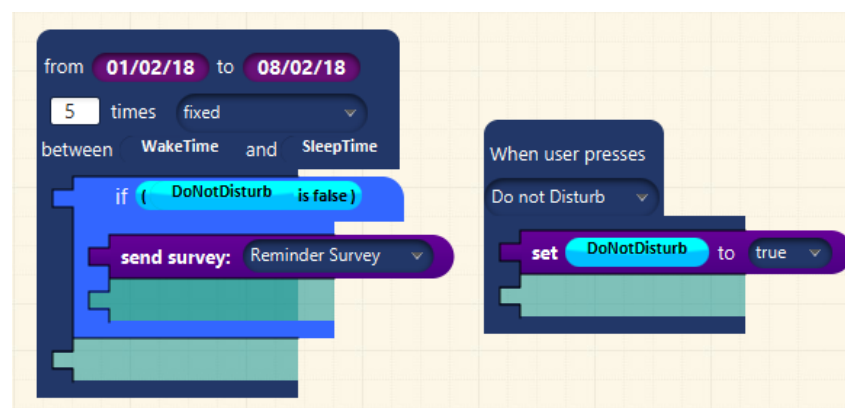 from 01/02/18 to 08/02/18
5 times fixed
between WakeTime and SleepTime
if ( DoNotDisturb is false )
send survey: Reminder Survey
When user presses
Do not Disturb
set DoNotDisturb to true